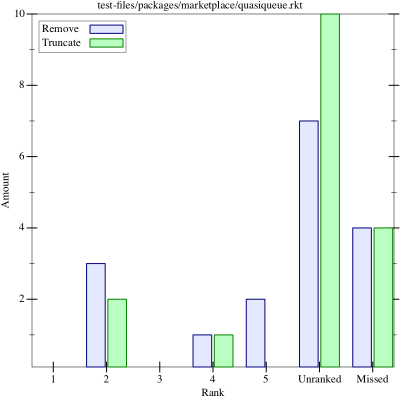 test-files/packages/marketplace/quasiqueue.rkt
10
Remove
Truncate
8
6
4
2
Amount
1 2 3 4 5 Unranked Missed
Rank